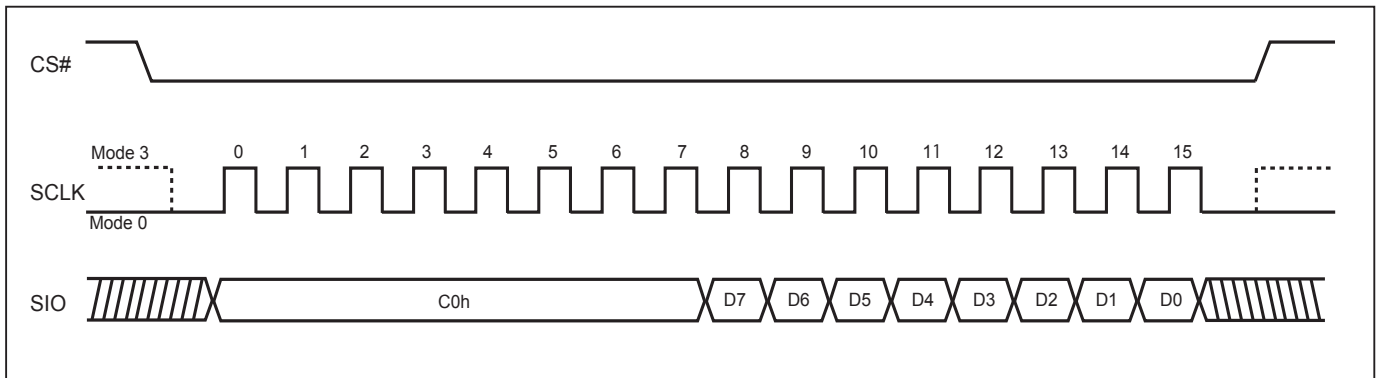 CS#
Mode 3
0 1 2 3 4 5 6 7 8 9 10 11 12 13 14 15
SCLK
Mode 0
SIO
C0h D7 D6 D5 D4 D3 D2 D1 D0